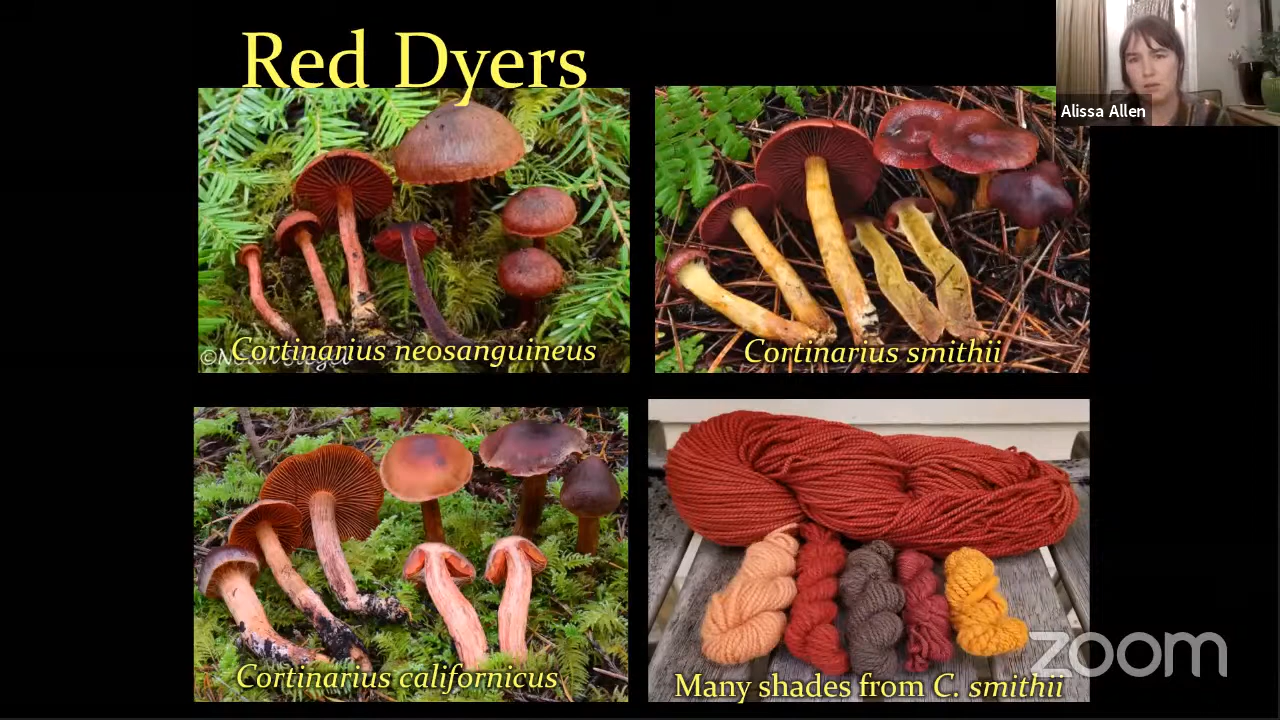 Red Dyers
Alissa Allen
Cortinarius neosanguineus
Cortinarius smithii
Cortinarius californicus
Many shades from C. smithii
zoom